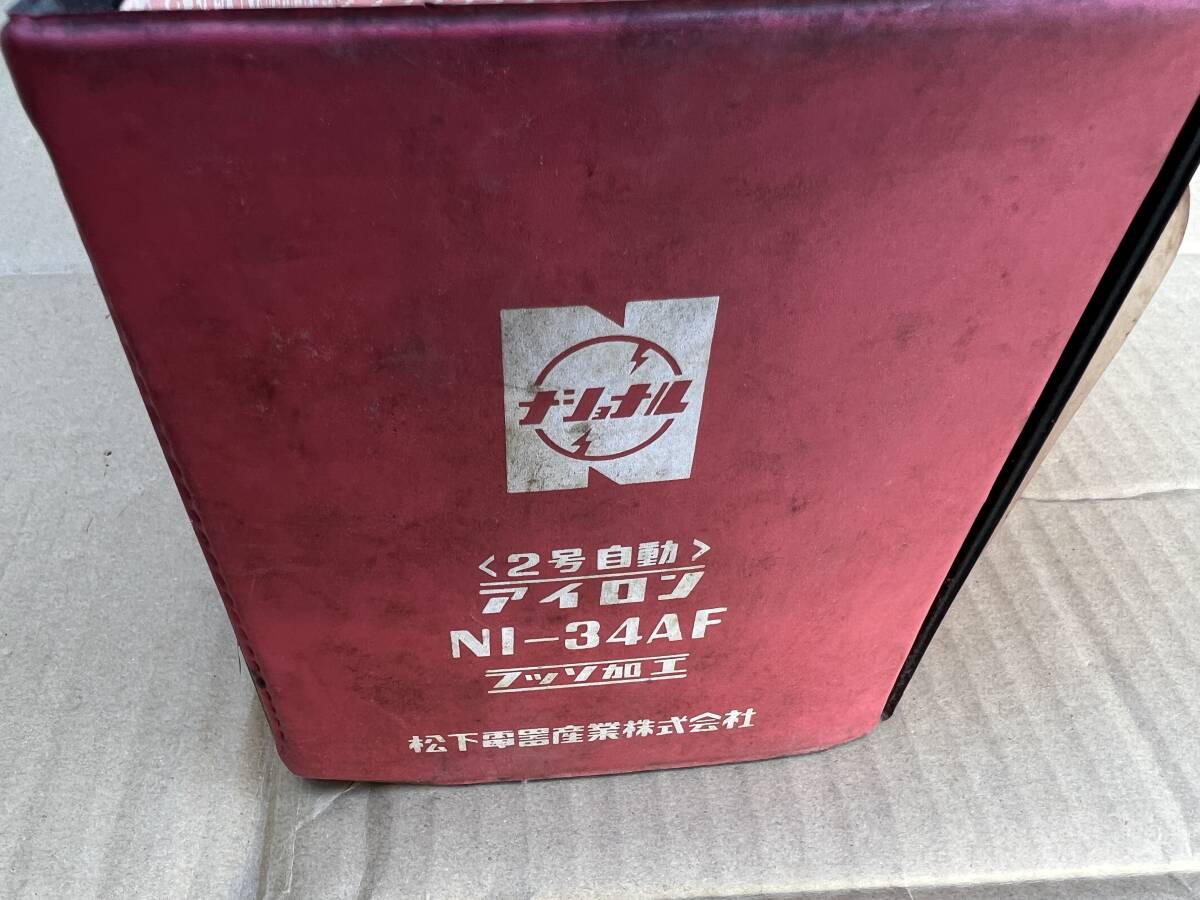 ナショナル
<2号自動>
アイロン
NI-34AF
フッソ加工
松下電器産業株式会社